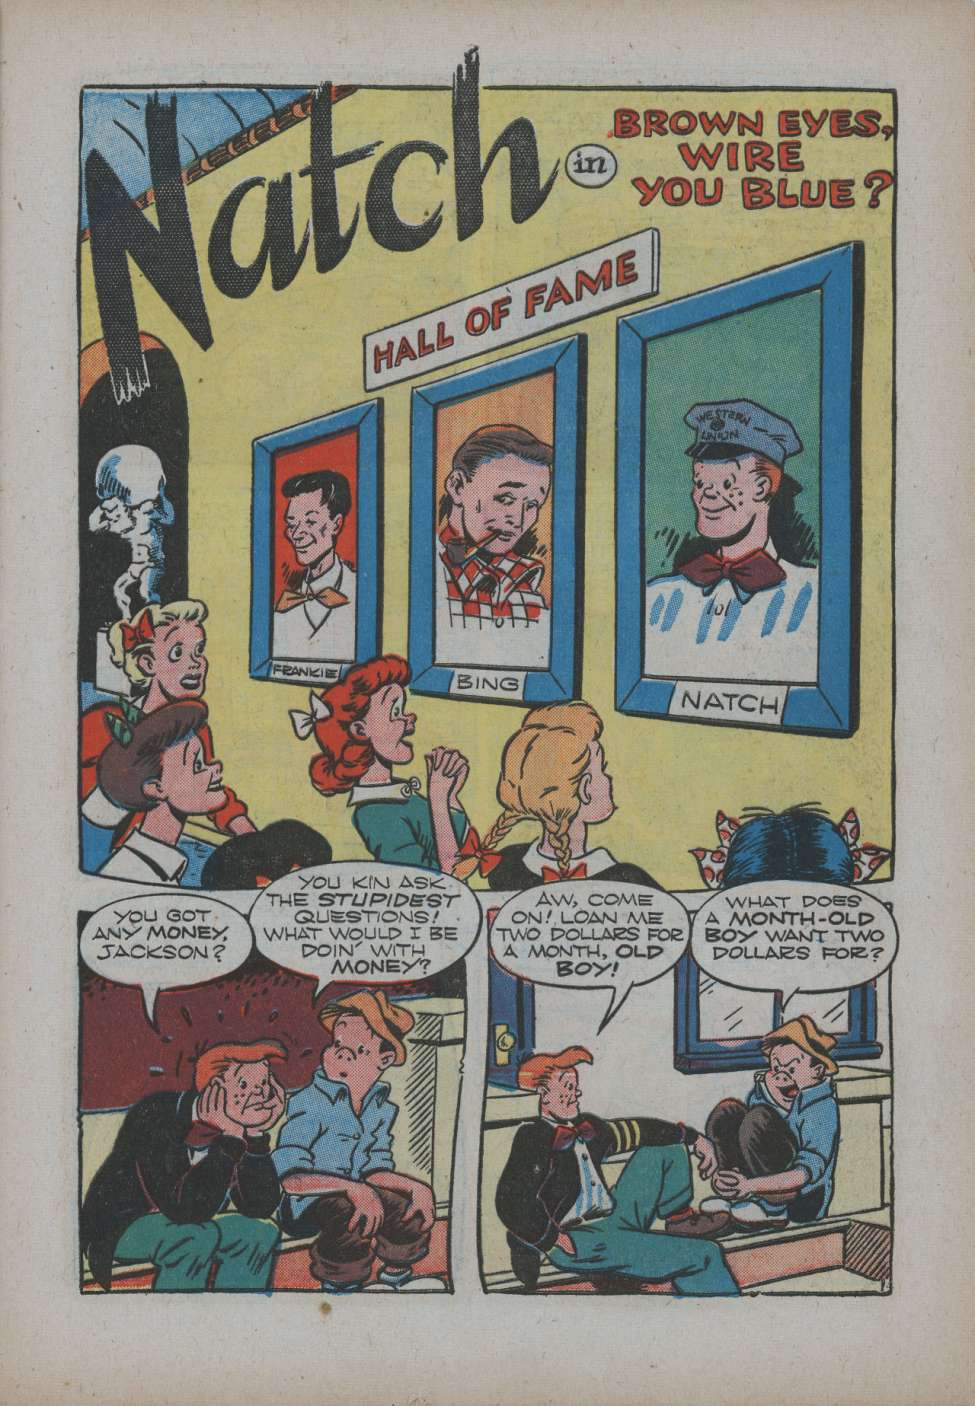 Natch
in
BROWN EYES,
WIRE
YOU BLUE?
HALL OF FAME
WESTERN
UNION
FRANKIE
BING
NATCH
YOU GOT
ANY MONEY,
JACKSON?
YOU KIN ASK
THE STUPIDEST
QUESTIONS!
WHAT WOULD I BE
DOIN' WITH
MONEY?
AW, COME
ON! LOAN ME
TWO DOLLARS FOR
A MONTH, OLD
BOY!
WHAT DOES
A MONTH-OLD
BOY WANT TWO
DOLLARS FOR?